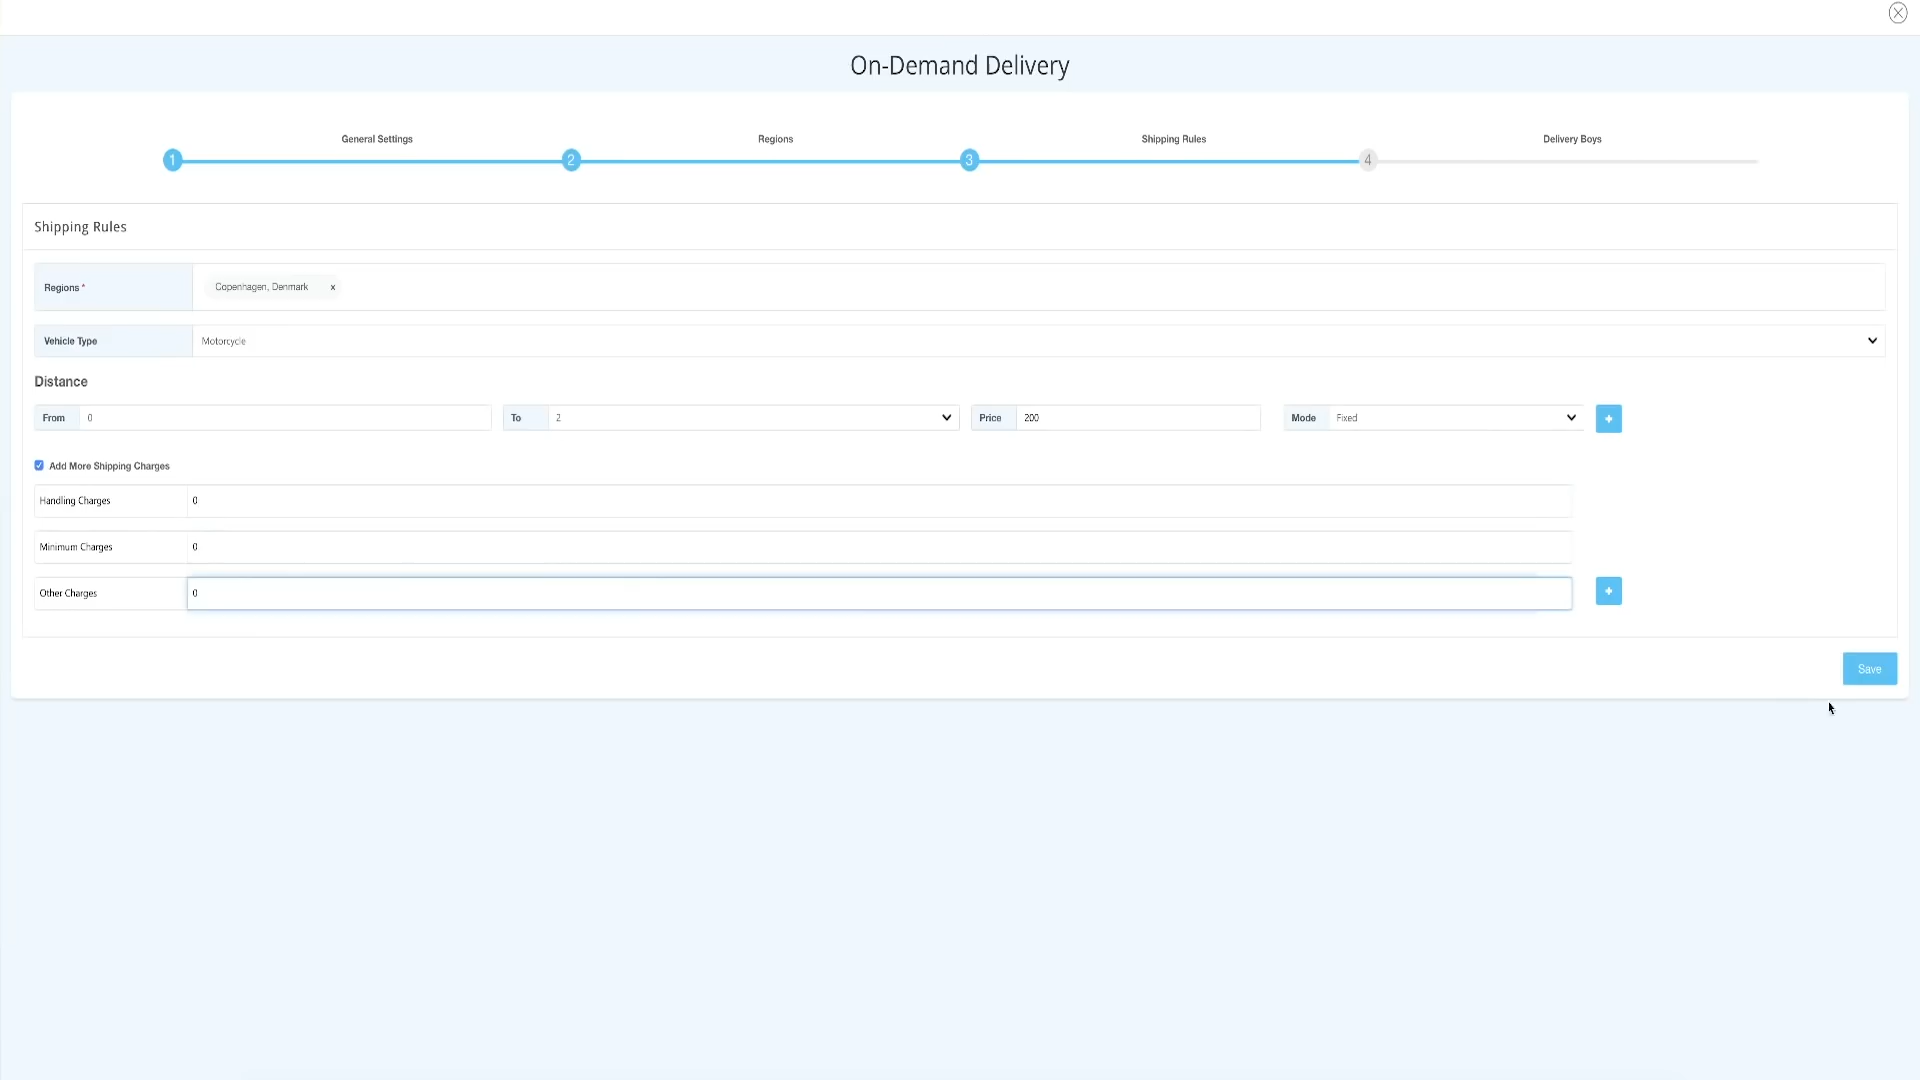 On-Demand Delivery
General Settings Regions Shipping Rules Delivery Boys
1 2 3 4
Shipping Rules
Regions * Copenhagen, Denmark x
Vehicle Type Motorcycle
Distance
From 0 To 2 Price 200 Mode Fixed +
Add More Shipping Charges
Handling Charges 0
Minimum Charges 0
Other Charges 0 +
Save